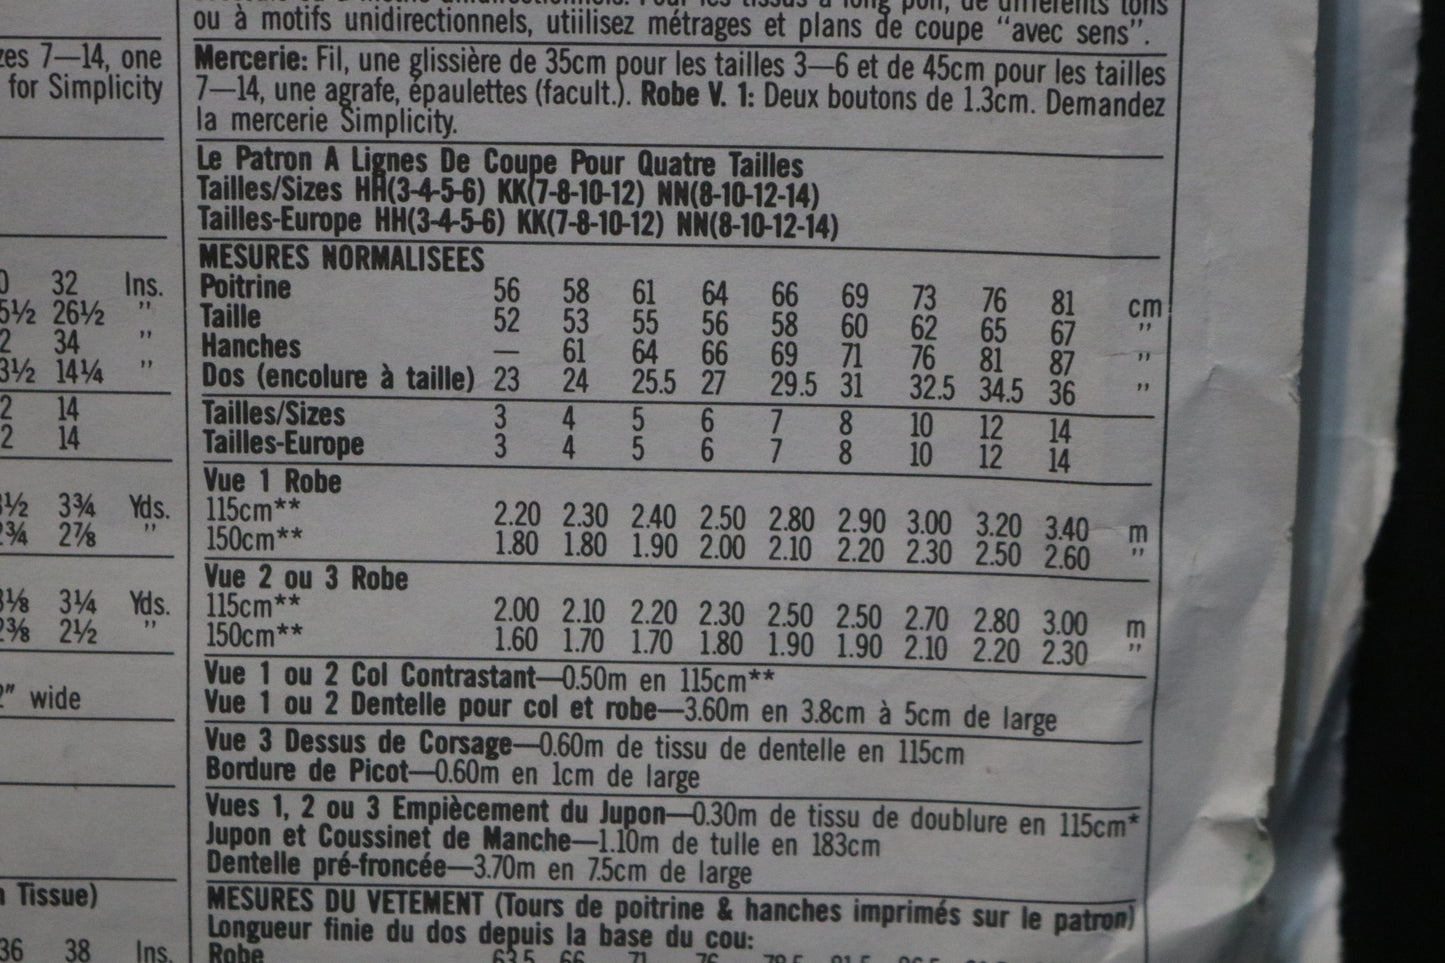 ou à motifs unidirectionnels, utiilisez métrages et plans de coupe "avec sens".
zes 7—14, one
for Simplicity
Mercerie: Fil, une glissière de 35cm pour les tailles 3—6 et de 45cm pour les tailles
7—14, une agrafe, épaulettes (facult.). Robe V. 1: Deux boutons de 1.3cm. Demandez
la mercerie Simplicity.
Le Patron A Lignes De Coupe Pour Quatre Tailles
Tailles/Sizes HH(3-4-5-6) KK(7-8-10-12) NN(8-10-12-14)
Tailles-Europe HH(3-4-5-6) KK(7-8-10-12) NN(8-10-12-14)
MESURES NORMALISEES
32 Ins.
26½ "
34 "
14¼ "
14
14
Poitrine 56 58 61 64 66 69 73 76 81 cm
Taille 52 53 55 56 58 60 62 65 67 "
Hanches — 61 64 66 69 71 76 81 87 "
Dos (encolure à taille) 23 24 25.5 27 29.5 31 32.5 34.5 36 "
Tailles/Sizes 3 4 5 6 7 8 10 12 14
Tailles-Europe 3 4 5 6 7 8 10 12 14
3¾ Yds.
2⅞ "
Vue 1 Robe
115cm** 2.20 2.30 2.40 2.50 2.80 2.90 3.00 3.20 3.40 m
150cm** 1.80 1.80 1.90 2.00 2.10 2.20 2.30 2.50 2.60 "
3¼ Yds.
2½ "
Vue 2 ou 3 Robe
115cm** 2.00 2.10 2.20 2.30 2.50 2.50 2.70 2.80 3.00 m
150cm** 1.60 1.70 1.70 1.80 1.90 1.90 2.10 2.20 2.30 "
2" wide
Vue 1 ou 2 Col Contrastant—0.50m en 115cm**
Vue 1 ou 2 Dentelle pour col et robe—3.60m en 3.8cm à 5cm de large
Vue 3 Dessus de Corsage—0.60m de tissu de dentelle en 115cm
Bordure de Picot—0.60m en 1cm de large
Vues 1, 2 ou 3 Empiècement du Jupon—0.30m de tissu de doublure en 115cm*
Jupon et Coussinet de Manche—1.10m de tulle en 183cm
Dentelle pré-froncée—3.70m en 7.5cm de large
Tissue)
36 38 Ins.
MESURES DU VETEMENT (Tours de poitrine & hanches imprimés sur le patron)
Longueur finie du dos depuis la base du cou:
Robe 63.5 66 71 76